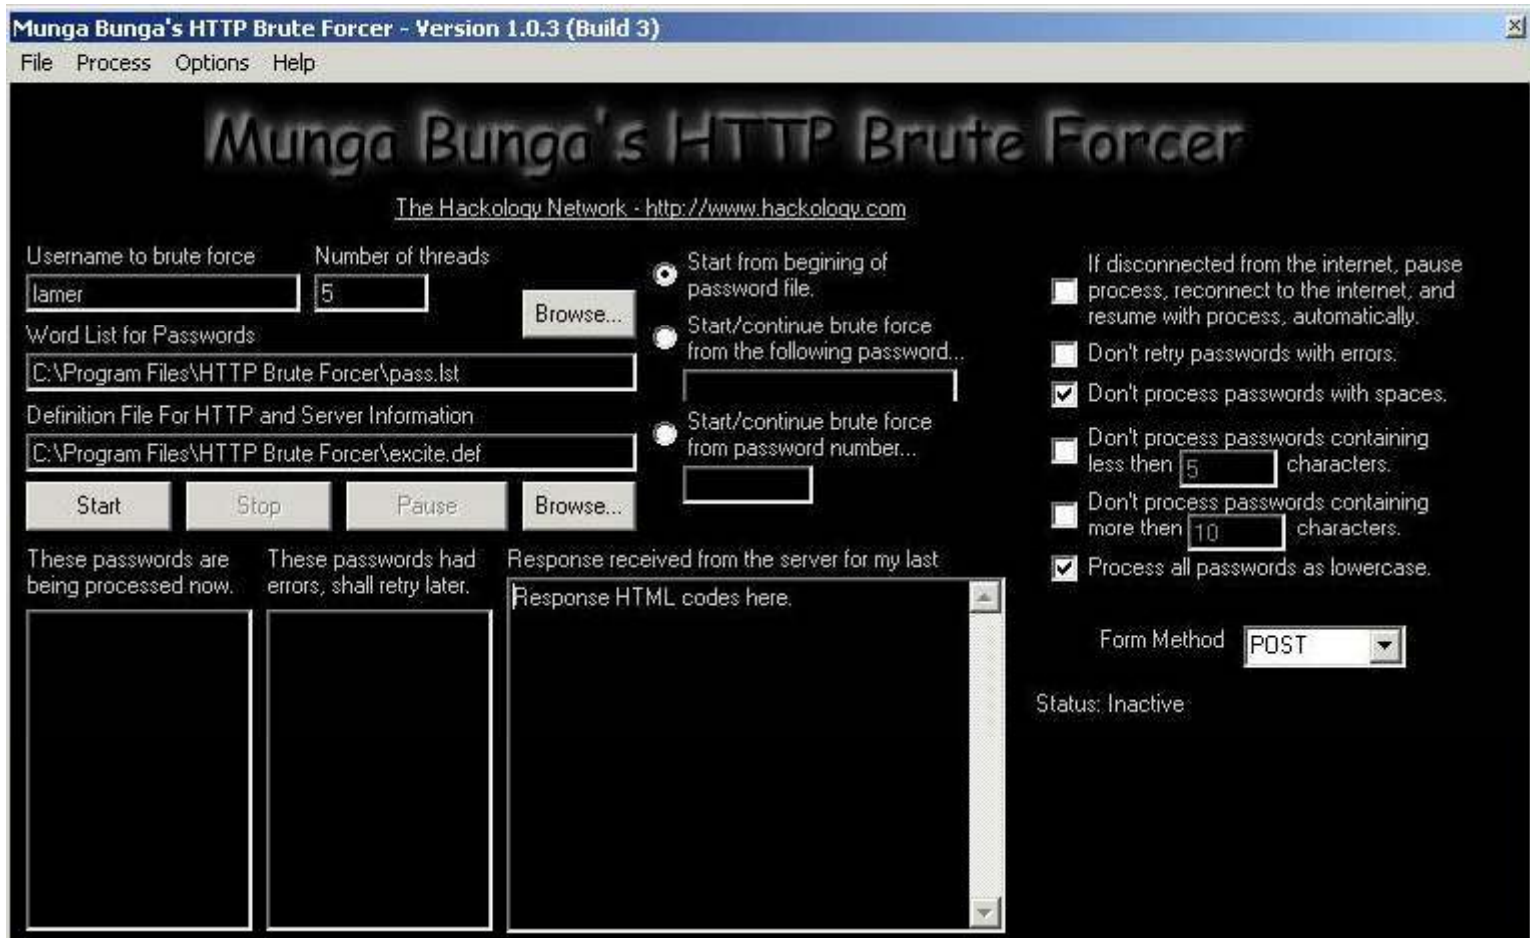 Munga Bunga's HTTP Brute Forcer - Version 1.0.3 (Build 3)
File Process Options Help
Munga Bunga's HTTP Brute Forcer
The Hackology Network - http://www.hackology.com
Username to brute force
lamer
Number of threads
5
Browse...
Word List for Passwords
C:\Program Files\HTTP Brute Forcer\pass.lst
Definition File For HTTP and Server Information
C:\Program Files\HTTP Brute Forcer\excite.def
Start
Stop
Pause
Browse...
Start from begining of
password file.
Start/continue brute force
from the following password...
Start/continue brute force
from password number...
If disconnected from the internet, pause
process, reconnect to the internet, and
resume with process, automatically.
Don't retry passwords with errors.
Don't process passwords with spaces.
Don't process passwords containing
less then 5 characters.
Don't process passwords containing
more then 10 characters.
Process all passwords as lowercase.
Form Method POST
Status: Inactive
These passwords are
being processed now.
These passwords had
errors, shall retry later.
Response received from the server for my last
Response HTML codes here.